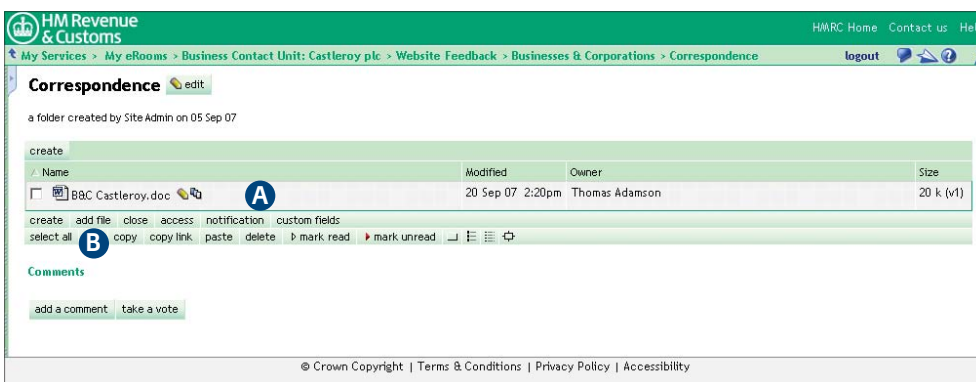 HM Revenue
& Customs
HMRC Home Contact us
My Services > My eRooms > Business Contact Unit: Castleroy plc > Website Feedback > Businesses & Corporations > Correspondence logout
Correspondence edit
a folder created by Site Admin on 05 Sep 07
create
Name Modified Owner Size
B&C Castleroy.doc A 20 Sep 07 2:20pm Thomas Adamson 20 k (v1)
create add file close access notification custom fields
select all B copy copy link paste delete mark read mark unread
Comments
add a comment take a vote
© Crown Copyright | Terms & Conditions | Privacy Policy | Accessibility